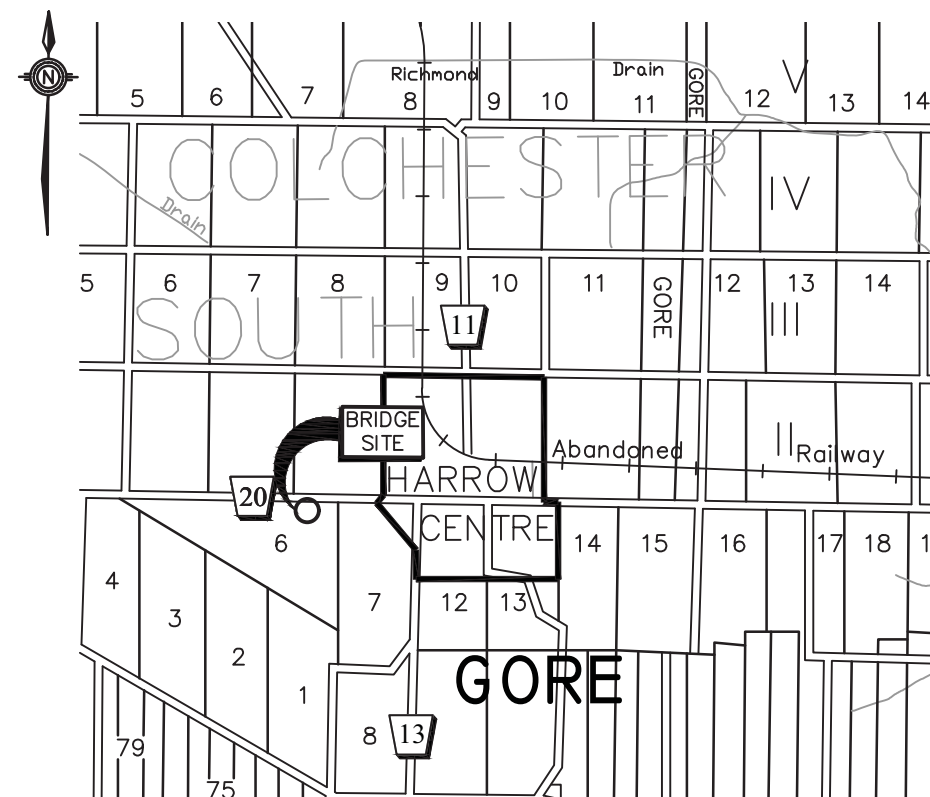 N
Richmond Drain
5 6 7 8 9 10 11 GORE 12 V 13 14
COLCHESTER
IV
Drain
5 6 7 8 9 10 11 GORE 12 13 14
III
SOUTH
11
BRIDGE
SITE
II
Abandoned Railway
HARROW
20
CENTRE
6 14 15 16 17 18 1
4 3 7 12 13
2
1
GORE
8 13
79
75